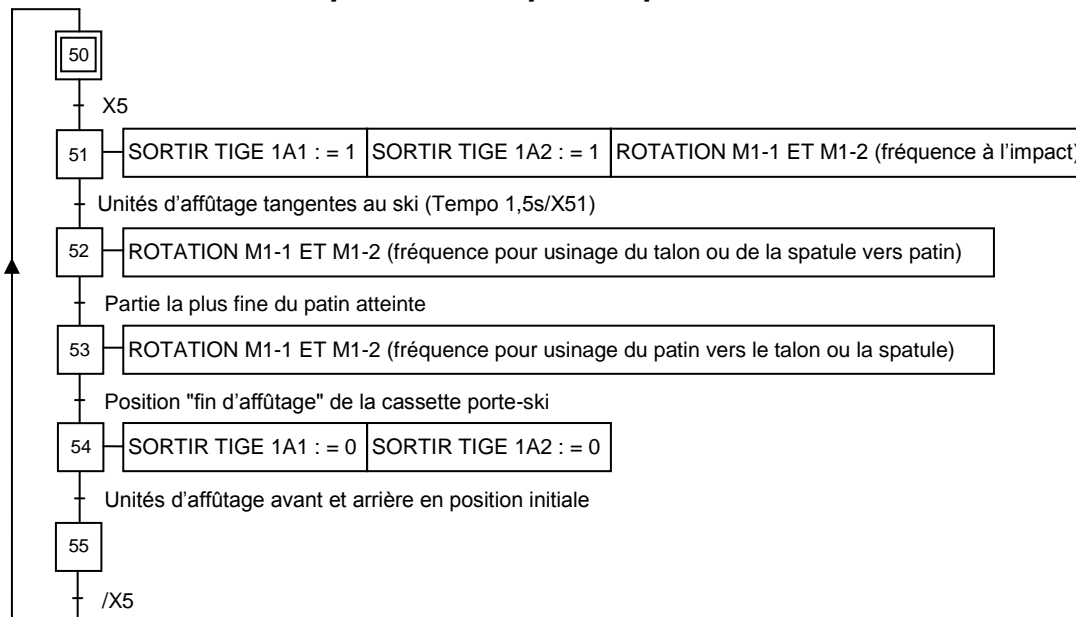 50
X5
51 SORTIR TIGE 1A1 : = 1 SORTIR TIGE 1A2 : = 1 ROTATION M1-1 ET M1-2 (fréquence à l’impact)
Unités d’affûtage tangentes au ski (Tempo 1,5s/X51)
52 ROTATION M1-1 ET M1-2 (fréquence pour usinage du talon ou de la spatule vers patin)
Partie la plus fine du patin atteinte
53 ROTATION M1-1 ET M1-2 (fréquence pour usinage du patin vers le talon ou la spatule)
Position "fin d’affûtage" de la cassette porte-ski
54 SORTIR TIGE 1A1 : = 0 SORTIR TIGE 1A2 : = 0
Unités d’affûtage avant et arrière en position initiale
55
/X5